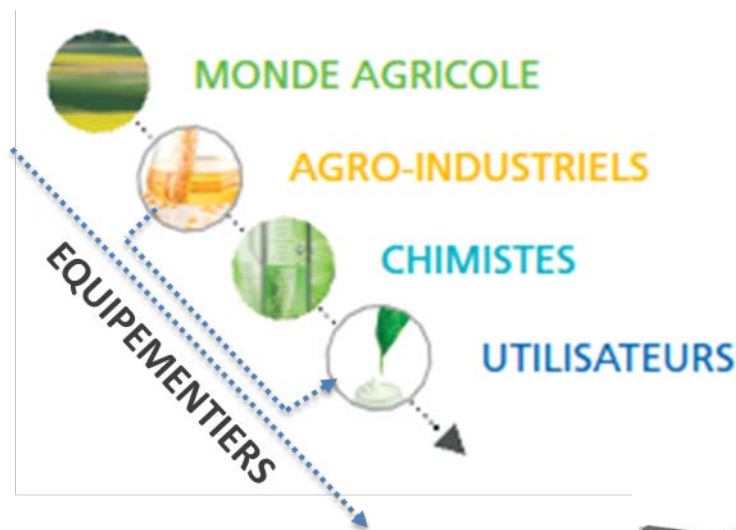 MONDE AGRICOLE
AGRO-INDUSTRIELS
CHIMISTES
UTILISATEURS
EQUIPEMENTIERS